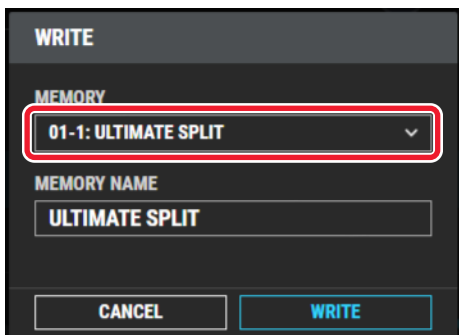 WRITE
MEMORY
01-1: ULTIMATE SPLIT
MEMORY NAME
ULTIMATE SPLIT
CANCEL WRITE